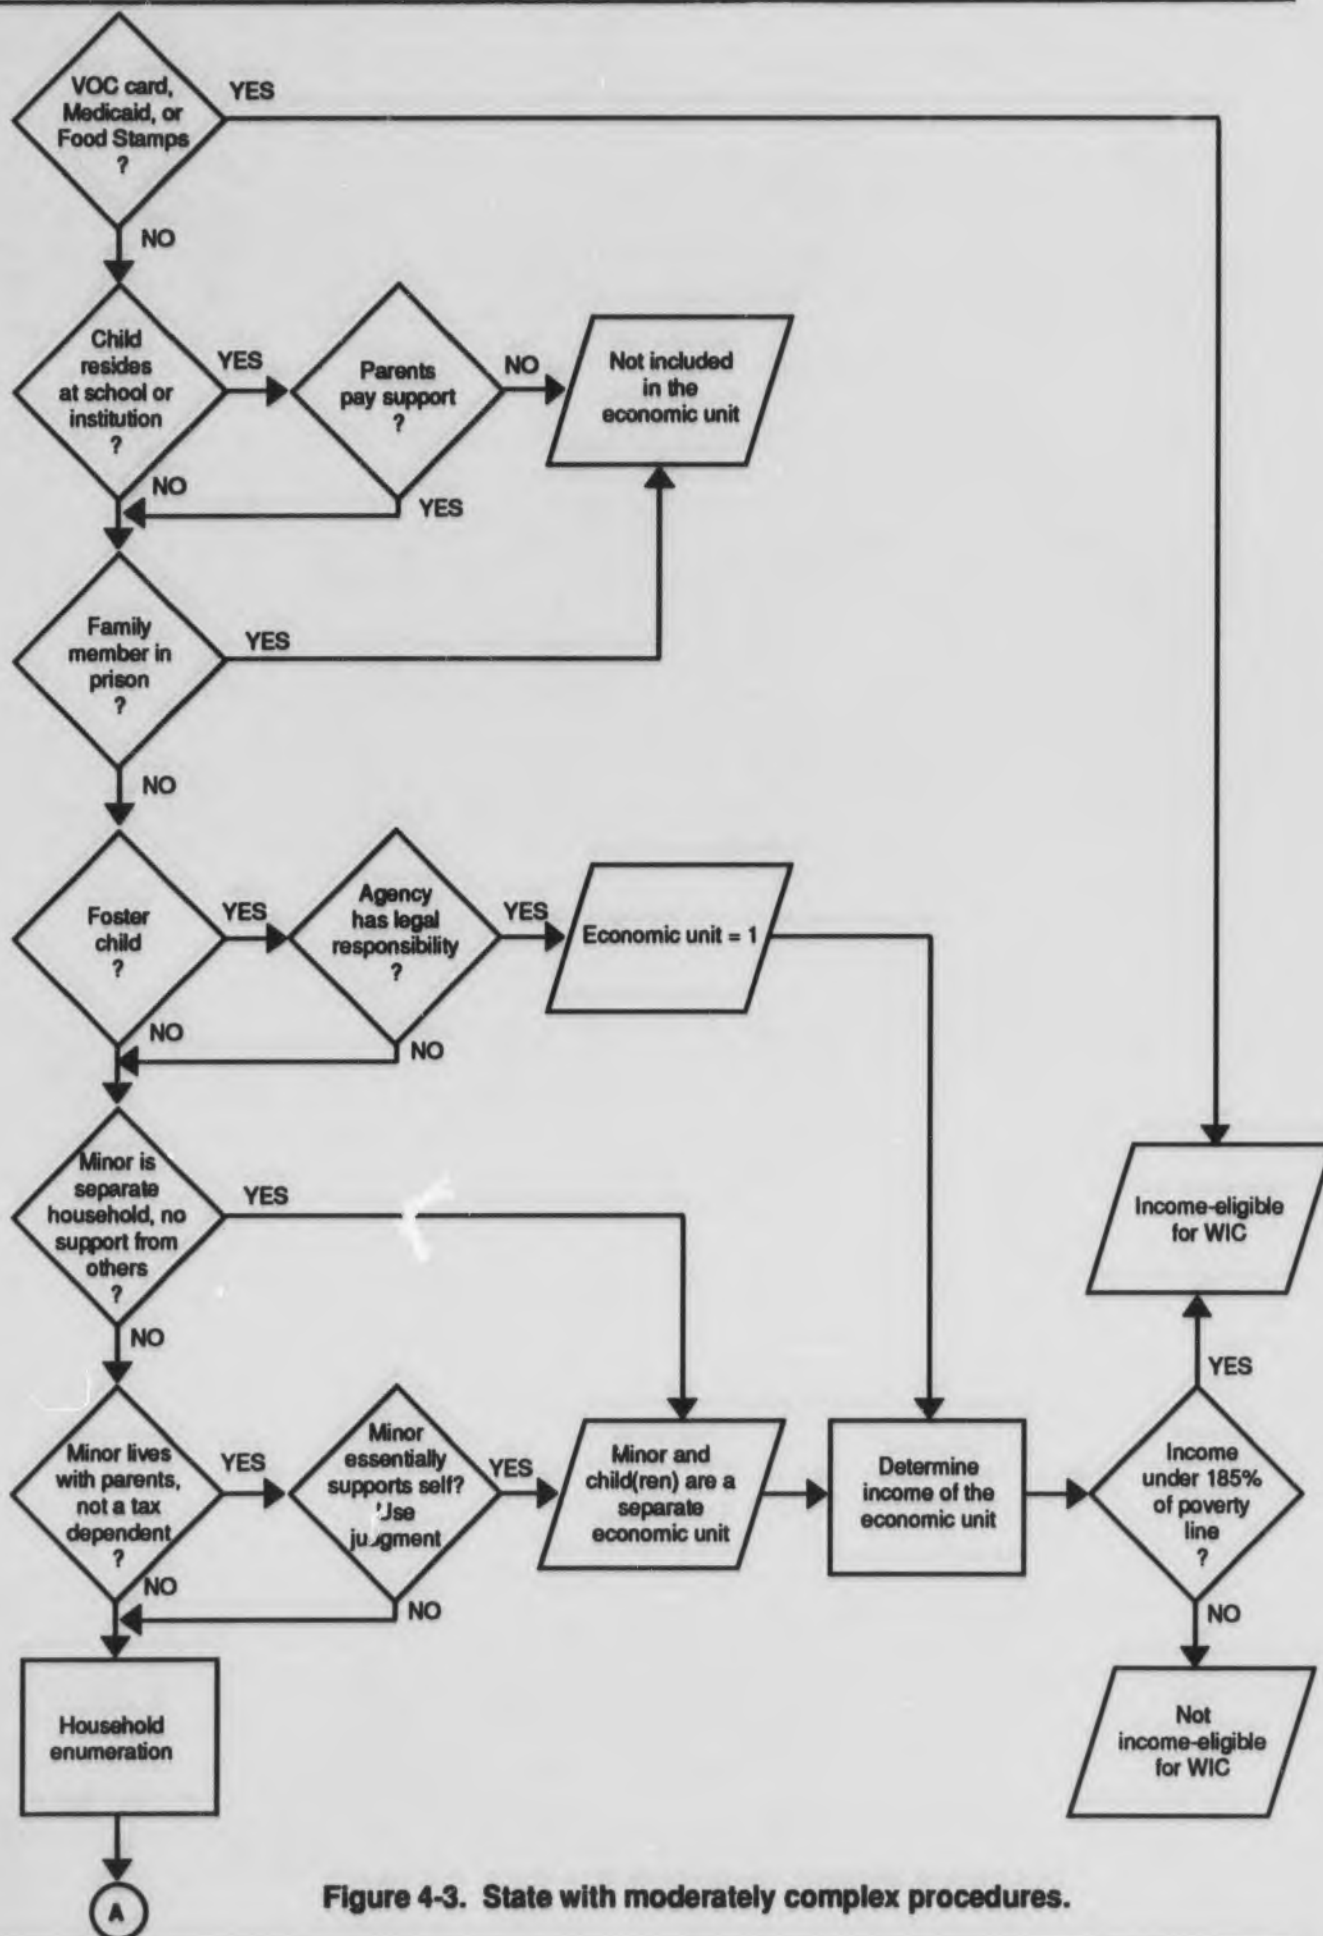 VOC card,
Medicaid, or
Food Stamps
?
YES
NO
Child
resides
at school or
institution
?
YES
Parents
pay support
?
NO
Not included
in the
economic unit
NO
YES
Family
member in
prison
?
YES
NO
Foster
child
?
YES
Agency
has legal
responsibility
?
YES
Economic unit = 1
NO
NO
Minor is
separate
household, no
support from
others
?
YES
NO
Income-eligible
for WIC
YES
Minor lives
with parents,
not a tax
dependent
?
YES
Minor
essentially
supports self?
Use
judgment
YES
Minor and
child(ren) are a
separate
economic unit
Determine
income of the
economic unit
Income
under 185%
of poverty
line
?
NO
NO
NO
Household
enumeration
Not
income-eligible
for WIC
A
Figure 4-3. State with moderately complex procedures.